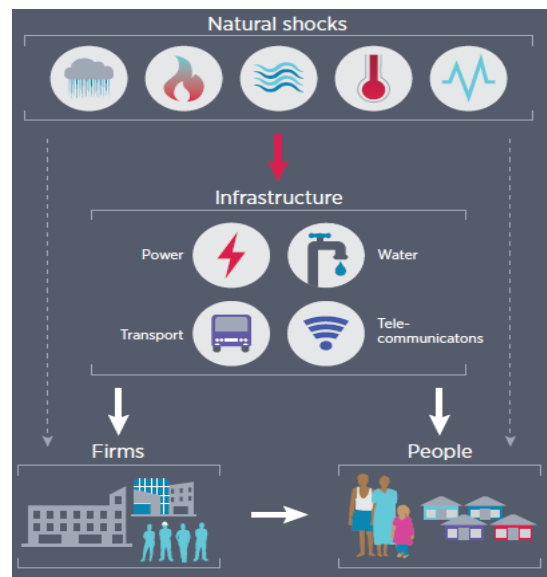 Natural shocks
Infrastructure
Power
Water
Transport
Tele-
communicatons
Firms
People